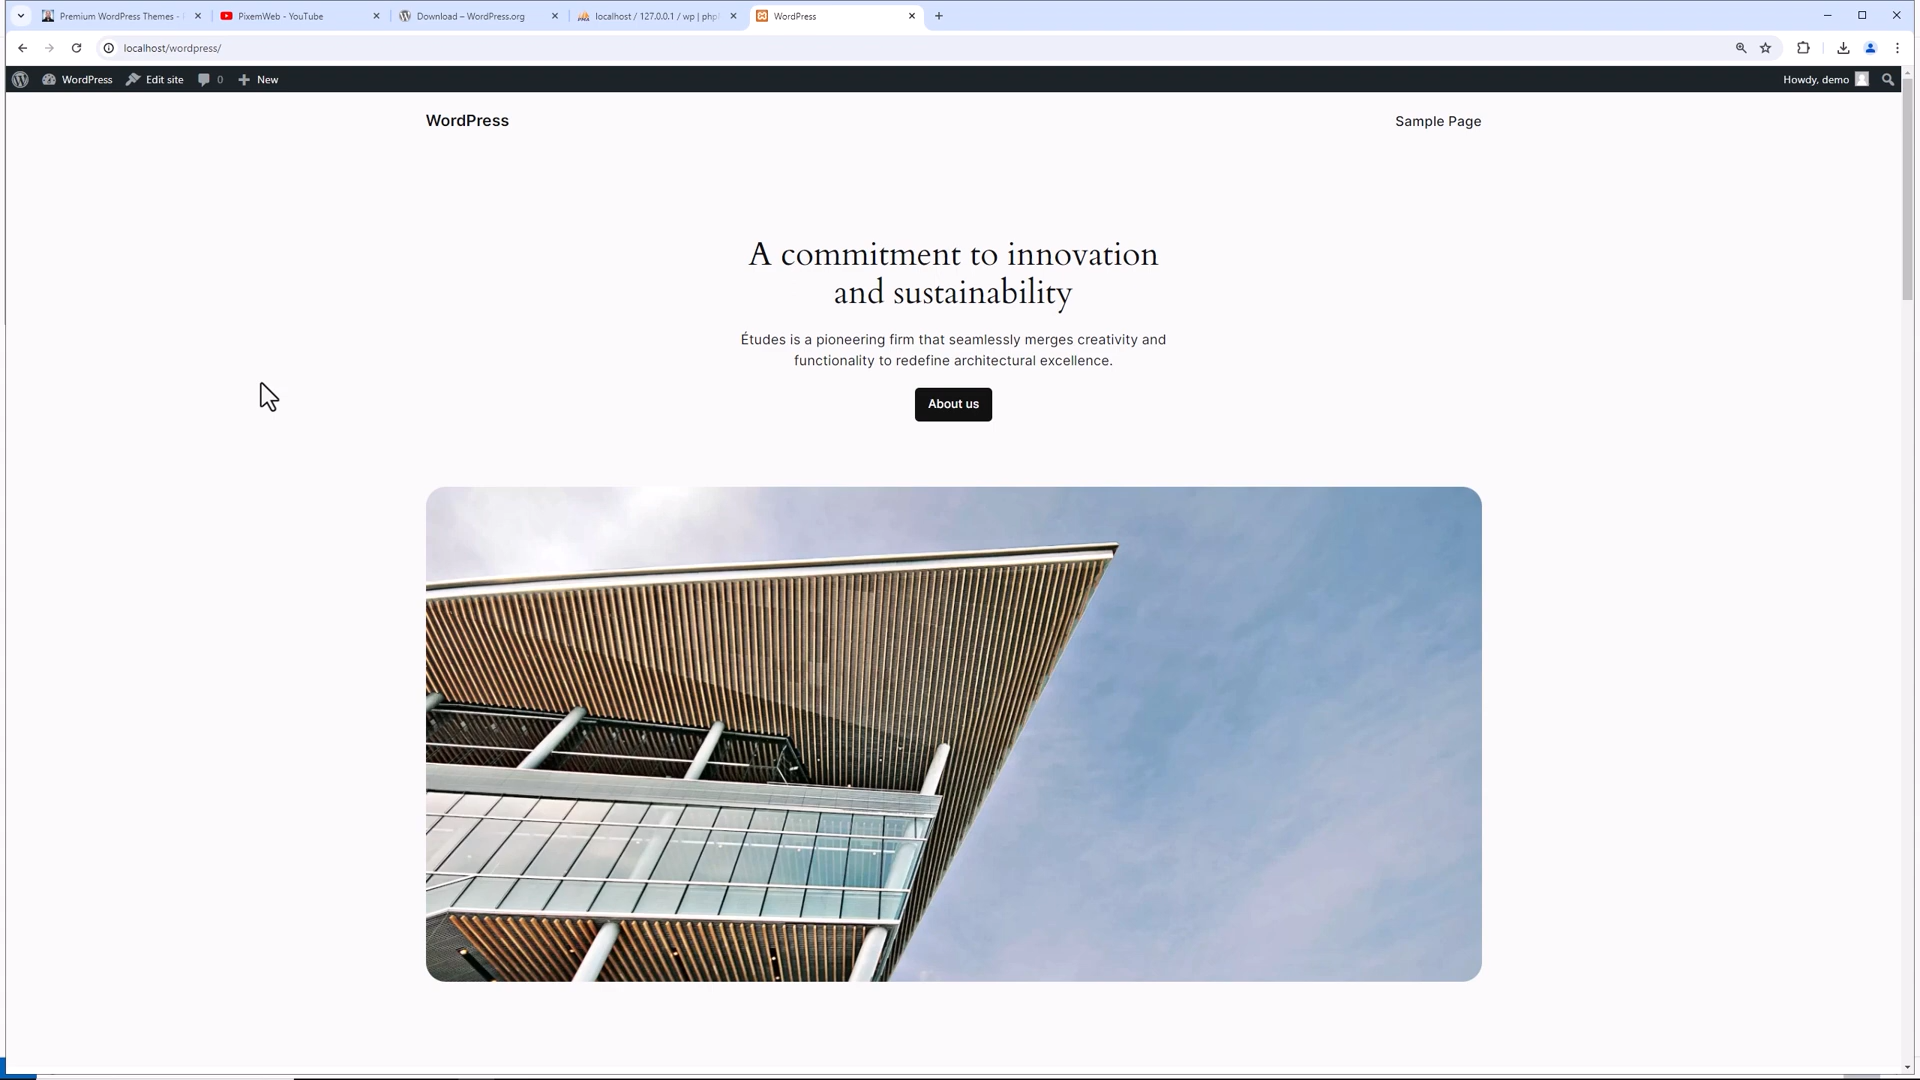 Premium WordPress Themes -
PixemWeb - YouTube
Download – WordPress.org
localhost / 127.0.0.1 / wp | php
WordPress
localhost/wordpress/
WordPress
Edit site
0
New
Howdy, demo
WordPress
Sample Page
A commitment to innovation
and sustainability
Études is a pioneering firm that seamlessly merges creativity and
functionality to redefine architectural excellence.
About us